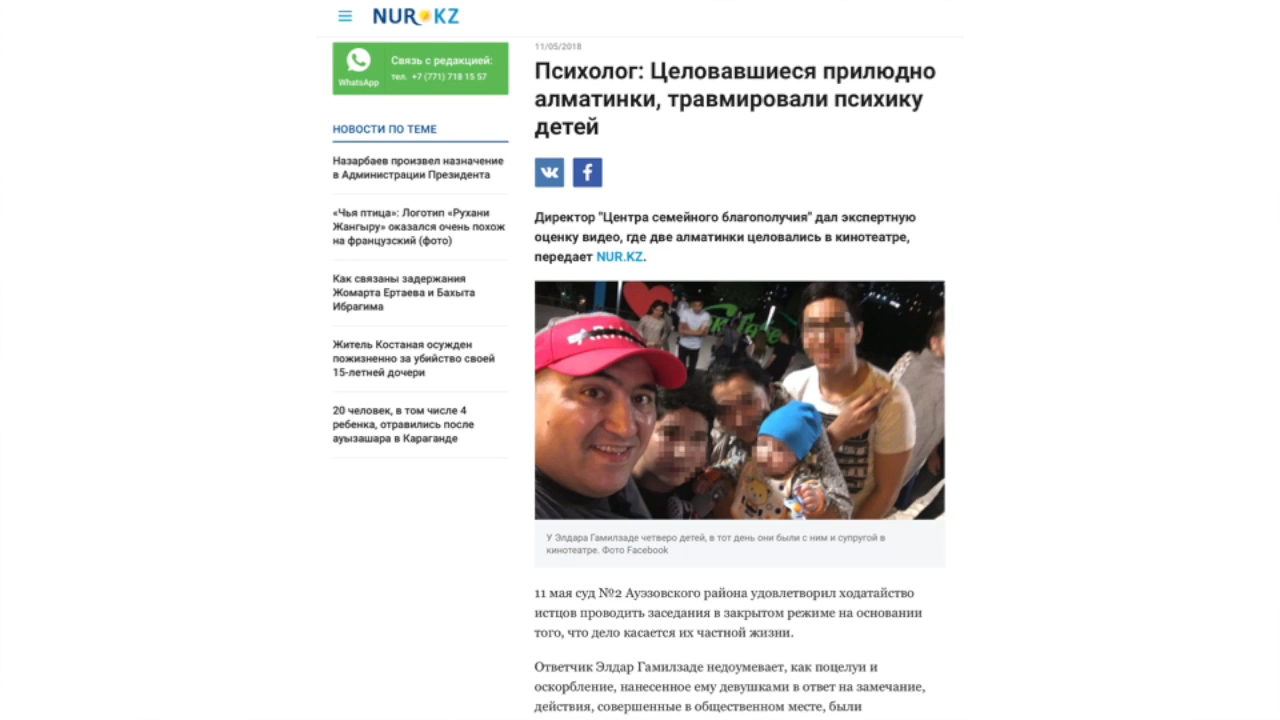 NUR KZ
WhatsApp
Связь с редакцией:
тел. +7 (771) 718 15 57
НОВОСТИ ПО ТЕМЕ
Назарбаев произвел назначение
в Администрации Президента
«Чья птица»: Логотип «Рухани
Жангыру» оказался очень похож
на французский (фото)
Как связаны задержания
Жомарта Ертаева и Бахыта
Ибрагима
Житель Костаная осужден
пожизненно за убийство своей
15-летней дочери
20 человек, в том числе 4
ребенка, отравились после
ауызашара в Караганде
11/05/2018
Психолог: Целовавшиеся прилюдно
алматинки, травмировали психику
детей
Директор "Центра семейного благополучия" дал экспертную
оценку видео, где две алматинки целовались в кинотеатре,
передает NUR.KZ.
У Элдара Гамилзаде четверо детей, в тот день они были с ним и супругой в
кинотеатре. Фото Facebook
11 мая суд №2 Ауэзовского района удовлетворил ходатайство
истцов проводить заседания в закрытом режиме на основании
того, что дело касается их частной жизни.
Ответчик Элдар Гамилзаде недоумевает, как поцелуи и
оскорбление, нанесенное ему девушками в ответ на замечание,
действия, совершенные в общественном месте, были